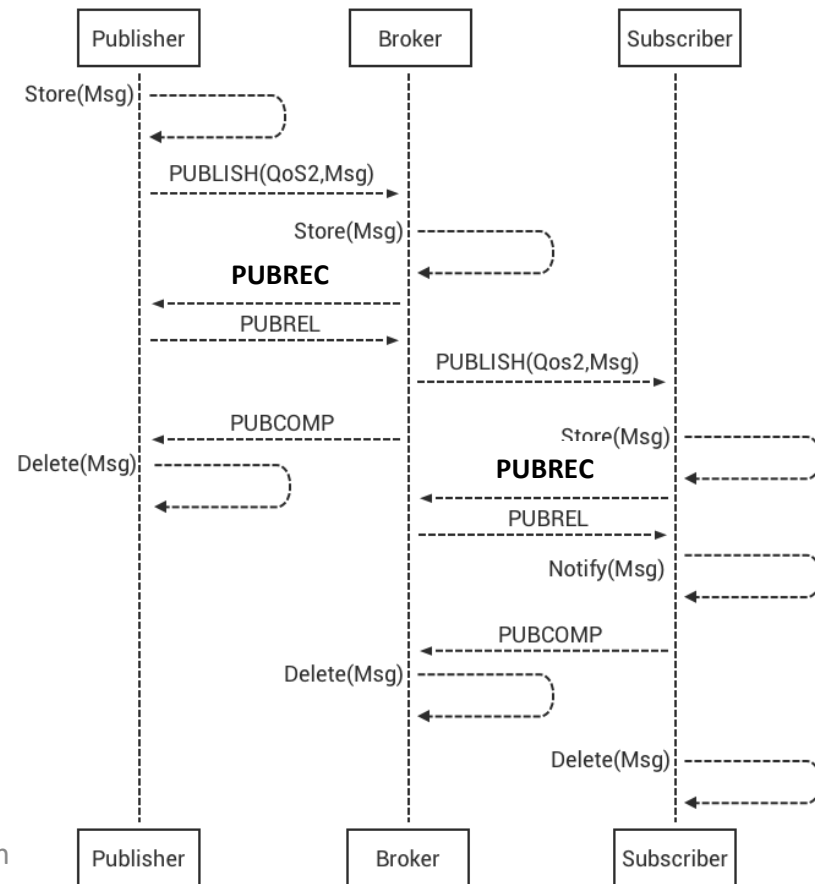 Publisher Broker Subscriber
Store(Msg)
PUBLISH(QoS2,Msg)
Store(Msg)
PUBREC
PUBREL
PUBLISH(Qos2,Msg)
PUBCOMP
Store(Msg)
Delete(Msg)
PUBREC
PUBREL
Notify(Msg)
PUBCOMP
Delete(Msg)
Delete(Msg)
Publisher Broker Subscriber